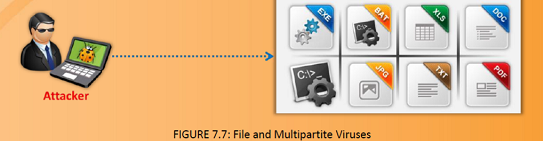 EXE
BAT
XLS
DOC
C:\>
JPG
TXT
PDF
Attacker
FIGURE 7.7: File and Multipartite Viruses